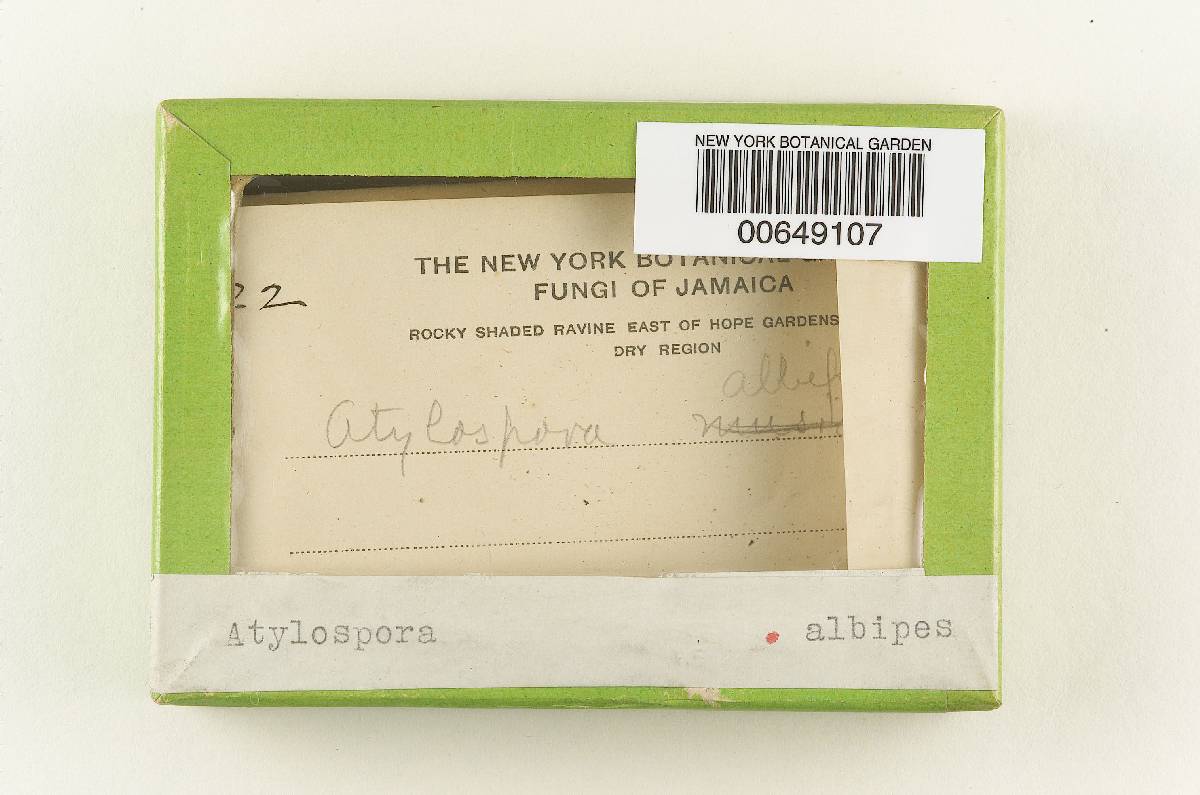 NEW YORK BOTANICAL GARDEN
00649107
THE NEW YORK BOTANICAL
FUNGI OF JAMAICA
22
ROCKY SHADED RAVINE EAST OF HOPE GARDENS
DRY REGION
albip
Atylospora
Atylospora albipes